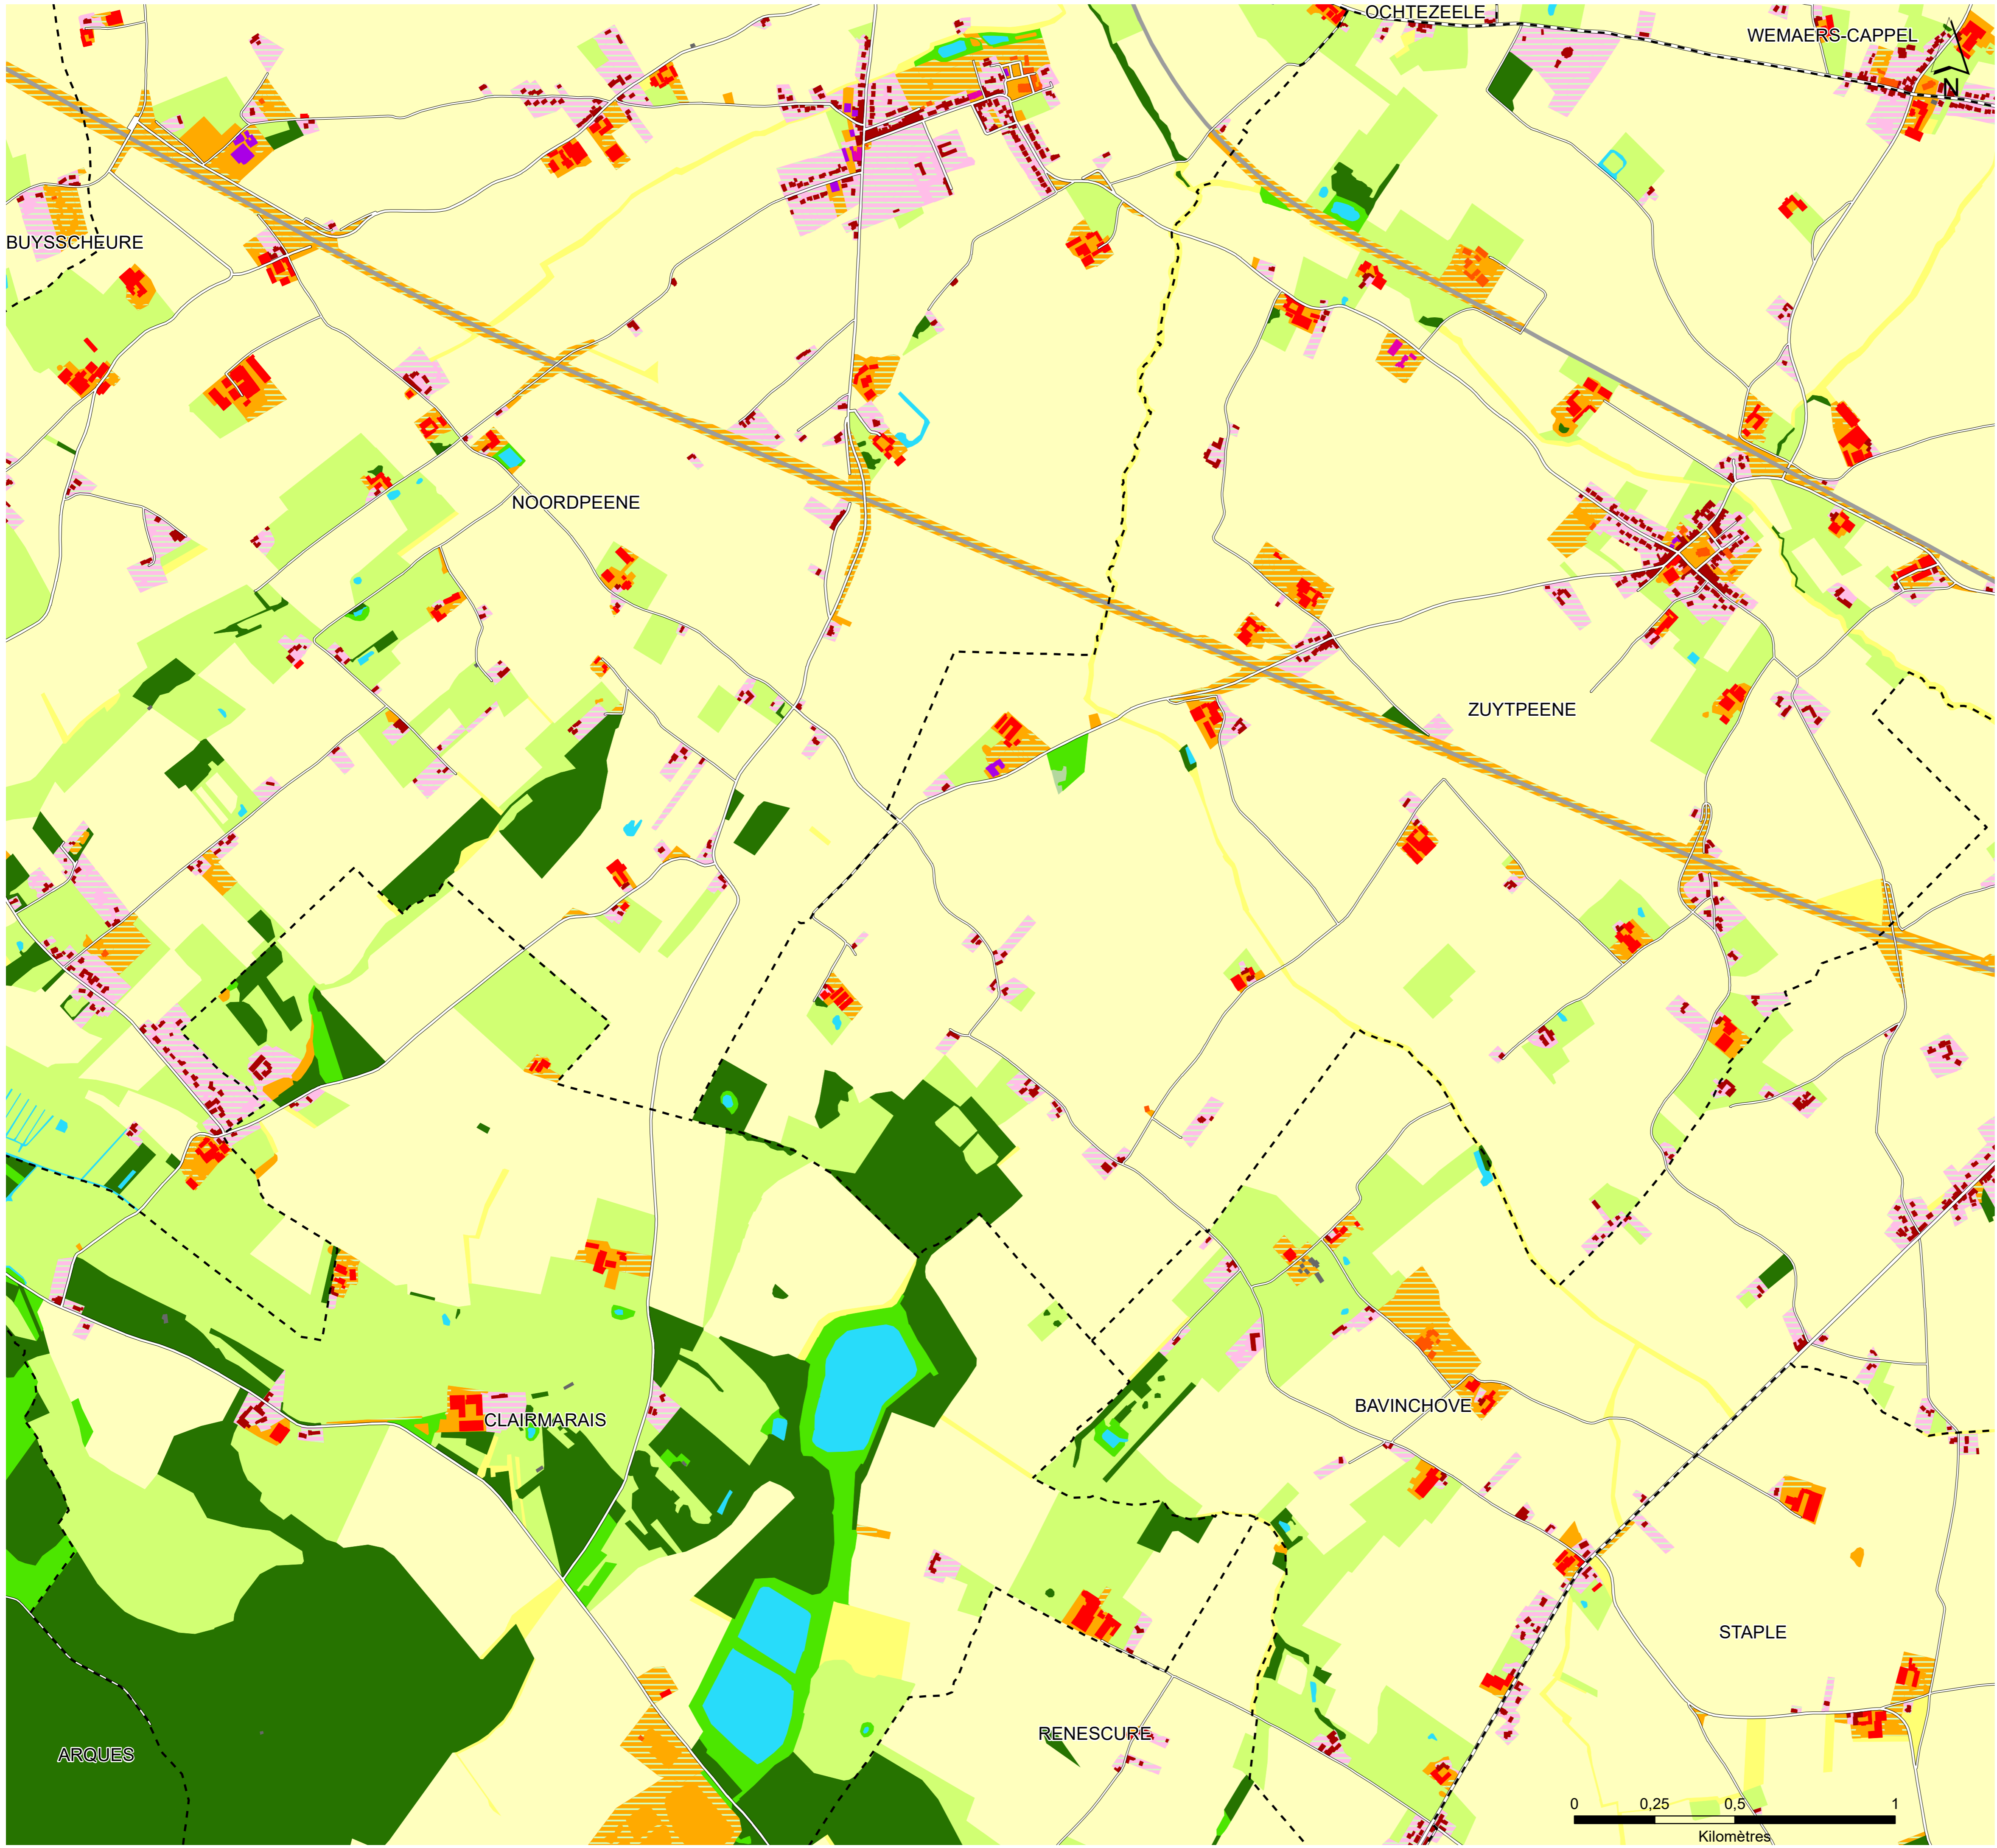 OCHTEZEELE
WEMAERS-CAPPEL
N
BUYSSCHEURE
NOORDPEENE
ZUYTPEENE
BAVINCHOVE
CLAIRMARAIS
STAPLE
RENESCURE
ARQUES
0 0,25 0,5 1
Kilomètres